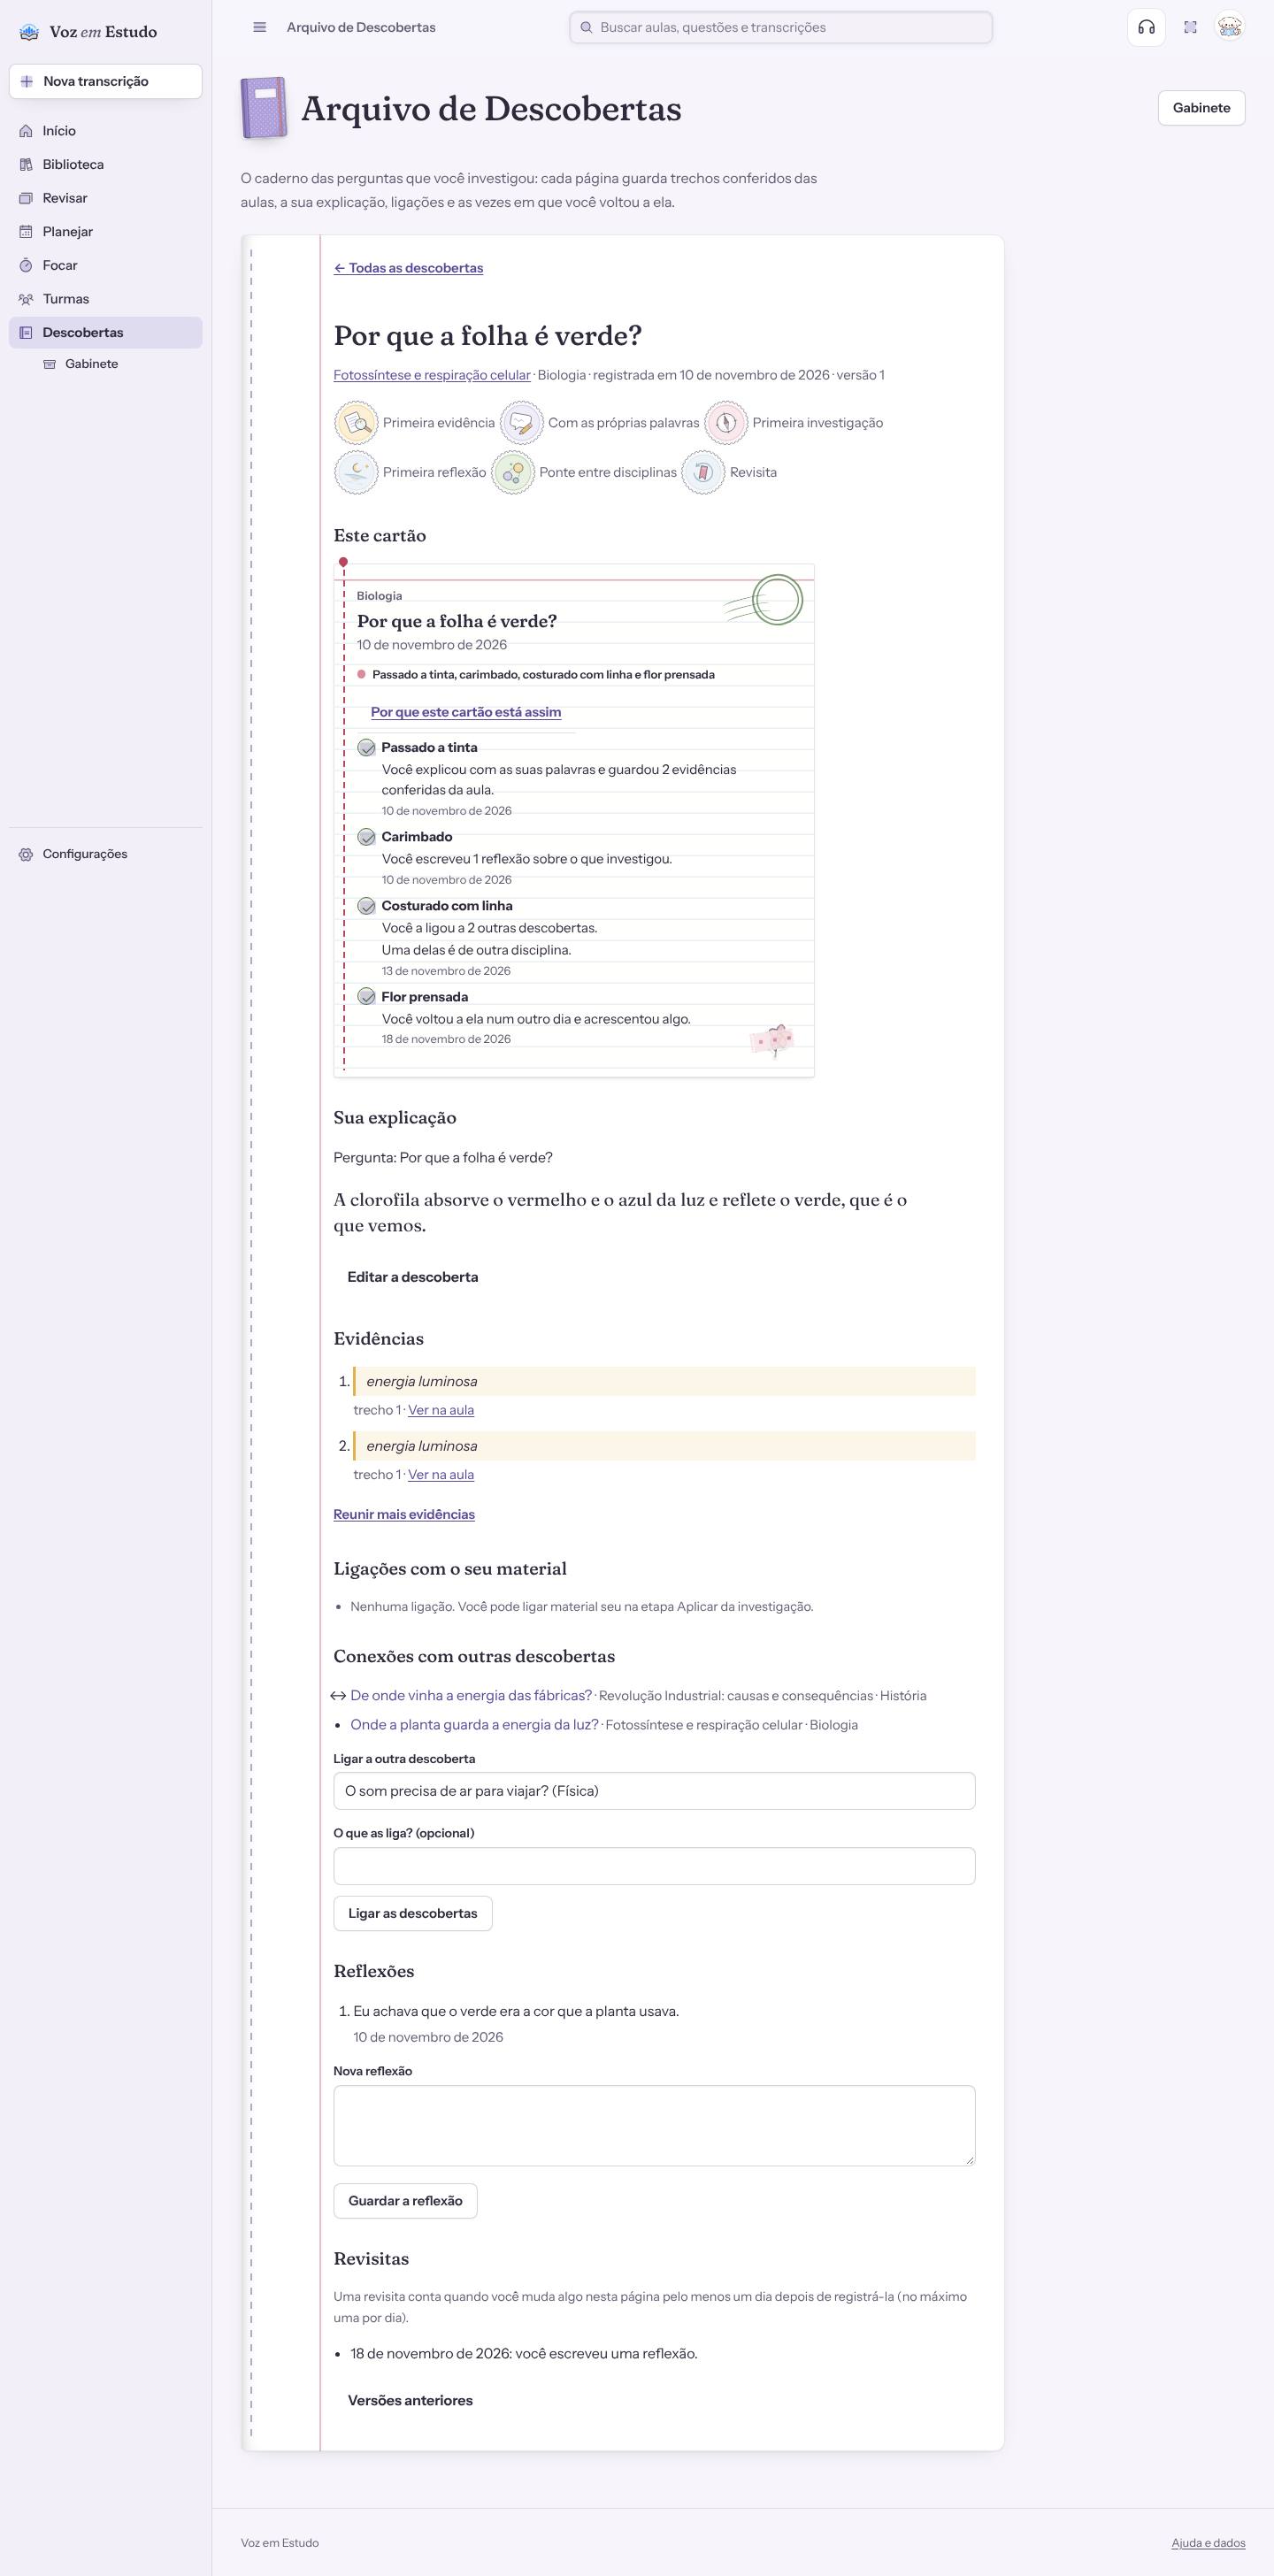 Voz em Estudo
Arquivo de Descobertas
Buscar aulas, questões e transcrições
Nova transcrição
Início
Biblioteca
Revisar
Planejar
Focar
Turmas
Descobertas
Gabinete
Configurações
Arquivo de Descobertas
Gabinete
O caderno das perguntas que você investigou: cada página guarda trechos conferidos das
aulas, a sua explicação, ligações e as vezes em que você voltou a ela.
← Todas as descobertas
Por que a folha é verde?
Fotossíntese e respiração celular · Biologia · registrada em 10 de novembro de 2026 · versão 1
Primeira evidência Com as próprias palavras Primeira investigação
Primeira reflexão Ponte entre disciplinas Revisita
Este cartão
Biologia
Por que a folha é verde?
10 de novembro de 2026
Passado a tinta, carimbado, costurado com linha e flor prensada
Por que este cartão está assim
Passado a tinta
Você explicou com as suas palavras e guardou 2 evidências
conferidas da aula.
10 de novembro de 2026
Carimbado
Você escreveu 1 reflexão sobre o que investigou.
10 de novembro de 2026
Costurado com linha
Você a ligou a 2 outras descobertas.
Uma delas é de outra disciplina.
13 de novembro de 2026
Flor prensada
Você voltou a ela num outro dia e acrescentou algo.
18 de novembro de 2026
Sua explicação
Pergunta: Por que a folha é verde?
A clorofila absorve o vermelho e o azul da luz e reflete o verde, que é o
que vemos.
Editar a descoberta
Evidências
1. energia luminosa
trecho 1 · Ver na aula
2. energia luminosa
trecho 1 · Ver na aula
Reunir mais evidências
Ligações com o seu material
• Nenhuma ligação. Você pode ligar material seu na etapa Aplicar da investigação.
Conexões com outras descobertas
↔ De onde vinha a energia das fábricas? · Revolução Industrial: causas e consequências · História
• Onde a planta guarda a energia da luz? · Fotossíntese e respiração celular · Biologia
Ligar a outra descoberta
O som precisa de ar para viajar? (Física)
O que as liga? (opcional)
Ligar as descobertas
Reflexões
1. Eu achava que o verde era a cor que a planta usava.
10 de novembro de 2026
Nova reflexão
Guardar a reflexão
Revisitas
Uma revisita conta quando você muda algo nesta página pelo menos um dia depois de registrá-la (no máximo
uma por dia).
• 18 de novembro de 2026: você escreveu uma reflexão.
Versões anteriores
Voz em Estudo
Ajuda e dados